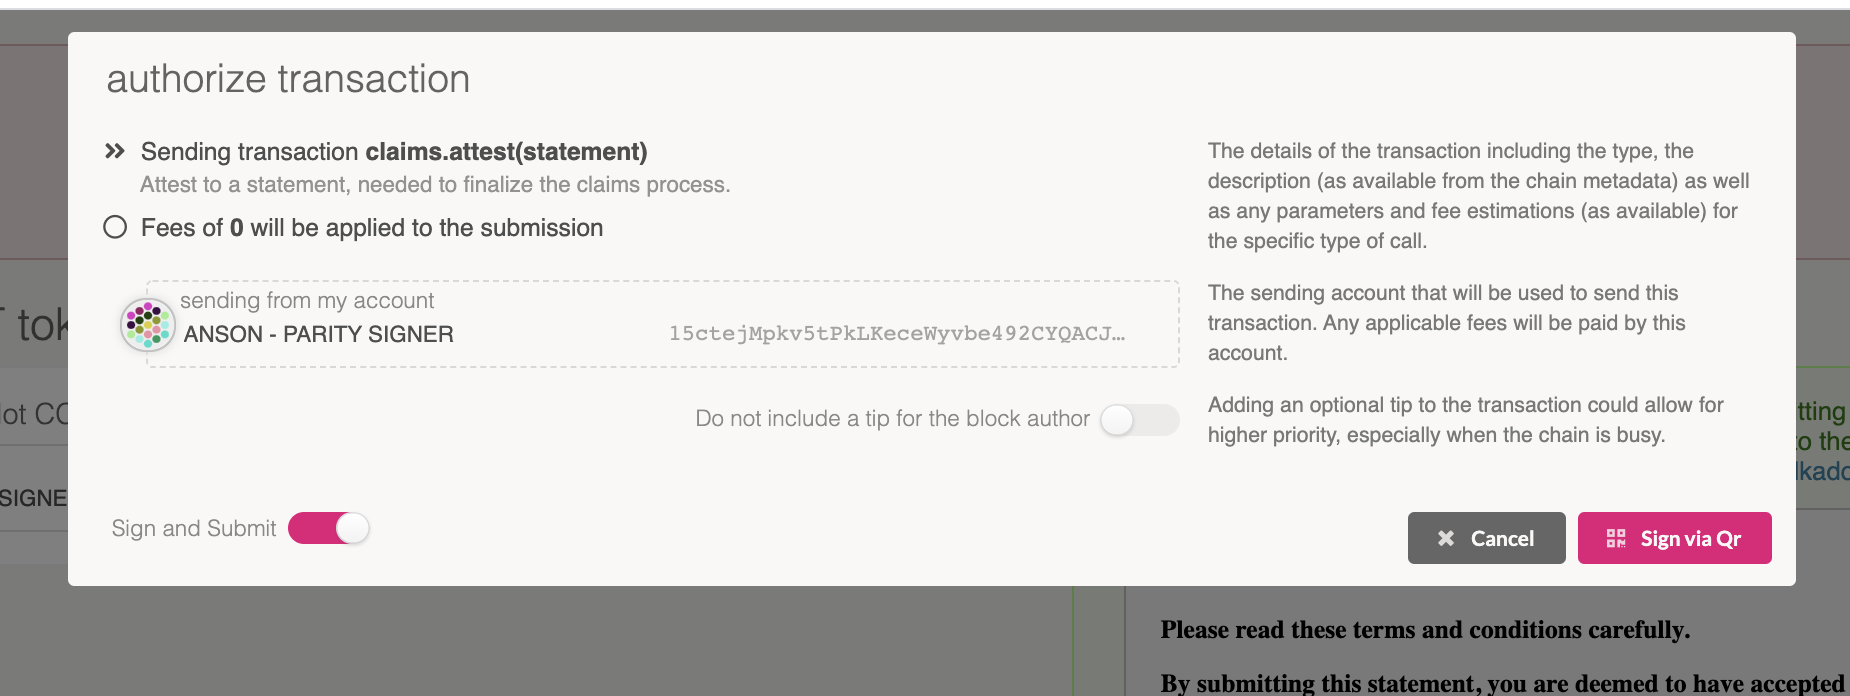 authorize transaction
Sending transaction claims.attest(statement)
Attest to a statement, needed to finalize the claims process.
Fees of 0 will be applied to the submission
sending from my account
ANSON - PARITY SIGNER
15ctejMpkv5tPkLKeceWyvbe492CYQACJ…
Do not include a tip for the block author
Sign and Submit
The details of the transaction including the type, the
description (as available from the chain metadata) as well
as any parameters and fee estimations (as available) for
the specific type of call.
The sending account that will be used to send this
transaction. Any applicable fees will be paid by this
account.
Adding an optional tip to the transaction could allow for
higher priority, especially when the chain is busy.
Cancel
Sign via Qr
Please read these terms and conditions carefully.
By submitting this statement, you are deemed to have accepted